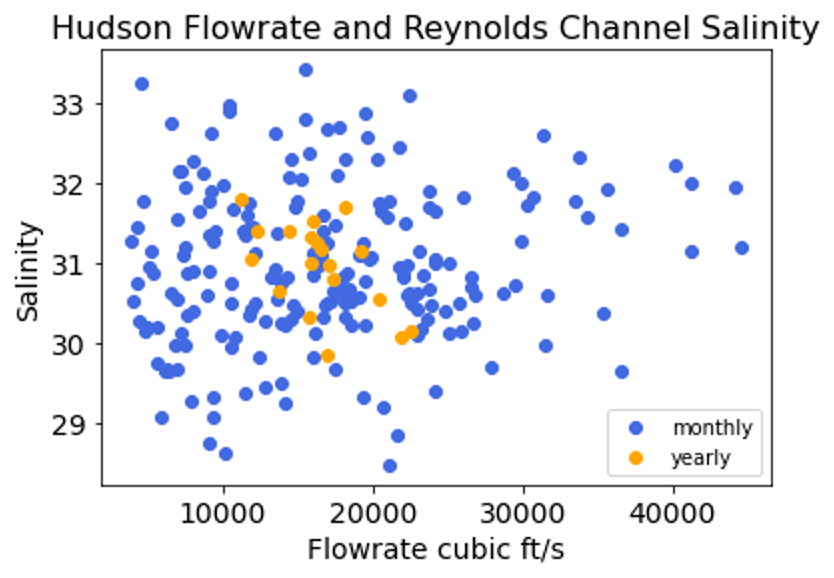 Hudson Flowrate and Reynolds Channel Salinity
33
32
31
30
29
Salinity
monthly
yearly
10000 20000 30000 40000
Flowrate cubic ft/s